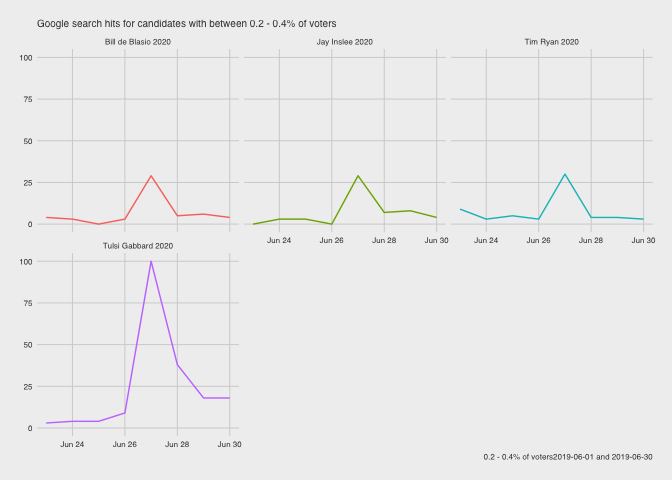 Google search hits for candidates with between 0.2 - 0.4% of voters
Bill de Blasio 2020
Jay Inslee 2020
Tim Ryan 2020
100
75
50
25
0
Jun 24
Jun 26
Jun 28
Jun 30
Jun 24
Jun 26
Jun 28
Jun 30
Tulsi Gabbard 2020
100
75
50
25
0
Jun 24
Jun 26
Jun 28
Jun 30
0.2 - 0.4% of voters2019-06-01 and 2019-06-30